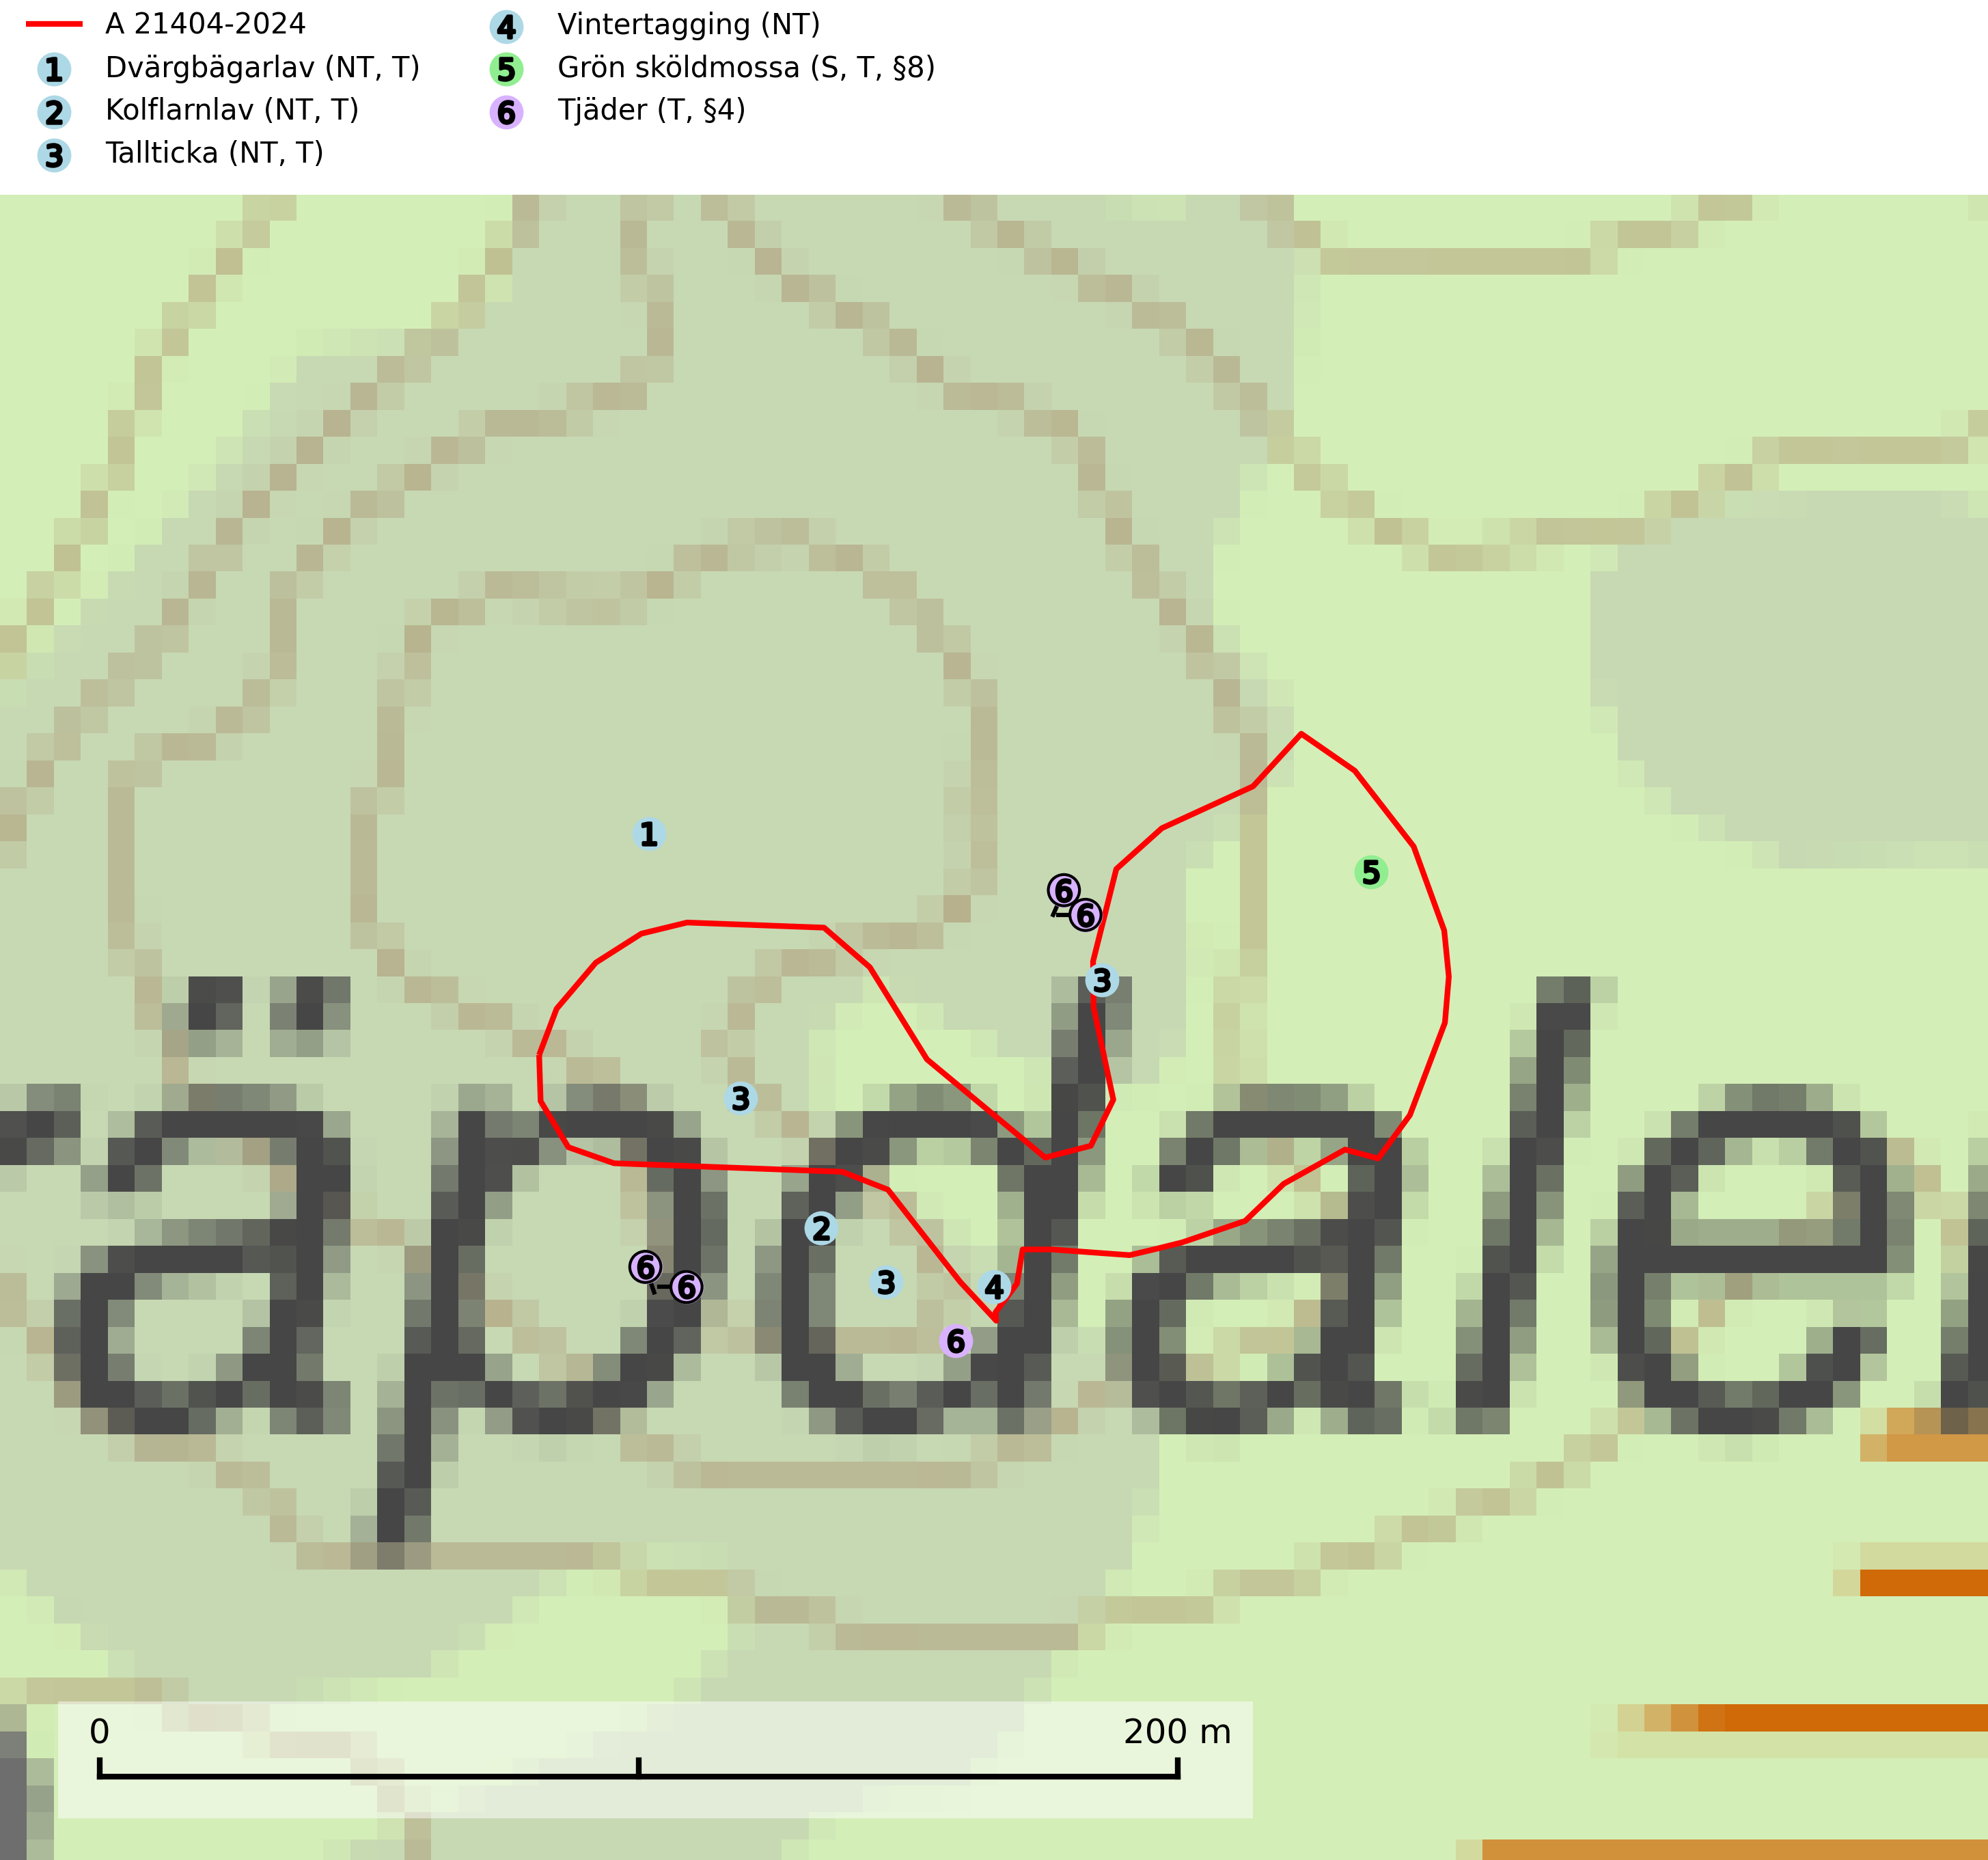 A 21404-2024
1 Dvärgbägarlav (NT, T)
2 Kolflarnlav (NT, T)
3 Tallticka (NT, T)
4 Vintertagging (NT)
5 Grön sköldmossa (S, T, §8)
6 Tjäder (T, §4)
1
5
6
6
3
3
2
6
6
3
4
6
äpdale
0 200 m